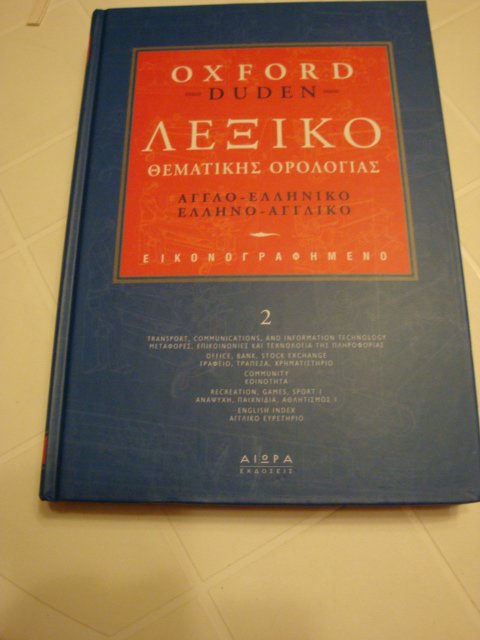 OXFORD
DUDEN
ΛΕΞΙΚΟ
ΘΕΜΑΤΙΚΗΣ ΟΡΟΛΟΓΙΑΣ
ΑΓΓΛΟ-ΕΛΛΗΝΙΚΟ
ΕΛΛΗΝΟ-ΑΓΓΛΙΚΟ
ΕΙΚΟΝΟΓΡΑΦΗΜΕΝΟ
2
TRANSPORT, COMMUNICATIONS, AND INFORMATION TECHNOLOGY
ΜΕΤΑΦΟΡΕΣ, ΕΠΙΚΟΙΝΩΝΙΕΣ ΚΑΙ ΤΕΧΝΟΛΟΓΙΑ ΤΗΣ ΠΛΗΡΟΦΟΡΙΑΣ
OFFICE, BANK, STOCK EXCHANGE
ΓΡΑΦΕΙΟ, ΤΡΑΠΕΖΑ, ΧΡΗΜΑΤΙΣΤΗΡΙΟ
COMMUNITY
ΚΟΙΝΟΤΗΤΑ
RECREATION, GAMES, SPORT I
ΑΝΑΨΥΧΗ, ΠΑΙΧΝΙΔΙΑ, ΑΘΛΗΤΙΣΜΟΣ I
ENGLISH INDEX
ΑΓΓΛΙΚΟ ΕΥΡΕΤΗΡΙΟ
ΑΙΩΡΑ
ΕΚΔΟΣΕΙΣ